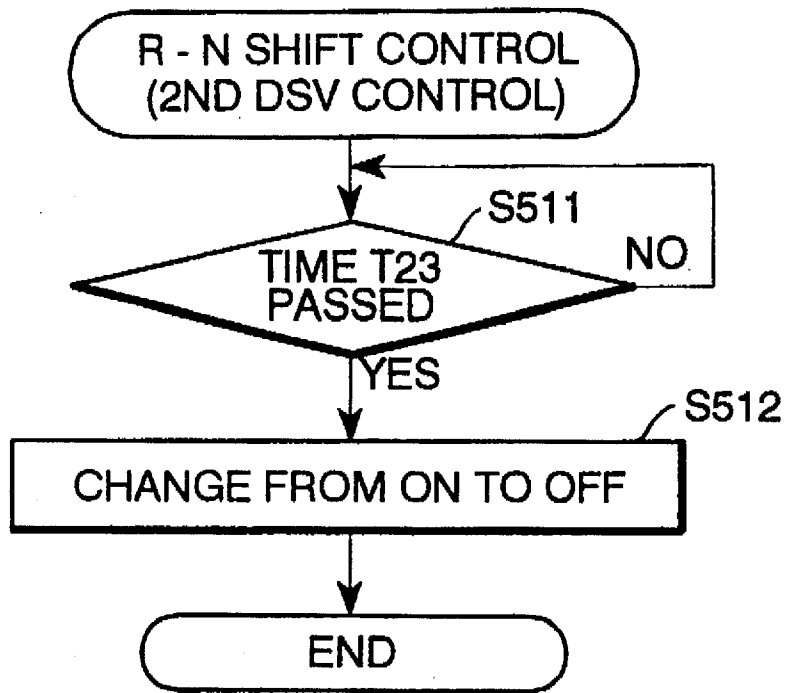 R - N SHIFT CONTROL
(2ND DSV CONTROL)
S511
TIME T23
PASSED
NO
YES
S512
CHANGE FROM ON TO OFF
END